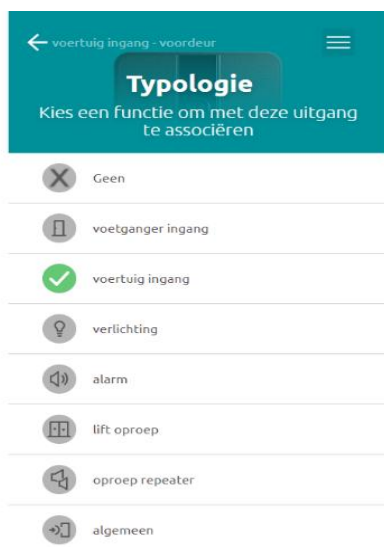 voertuig ingang - voordeur
Typologie
Kies een functie om met deze uitgang
te associëren
Geen
voetganger ingang
voertuig ingang
verlichting
alarm
lift oproep
oproep repeater
algemeen